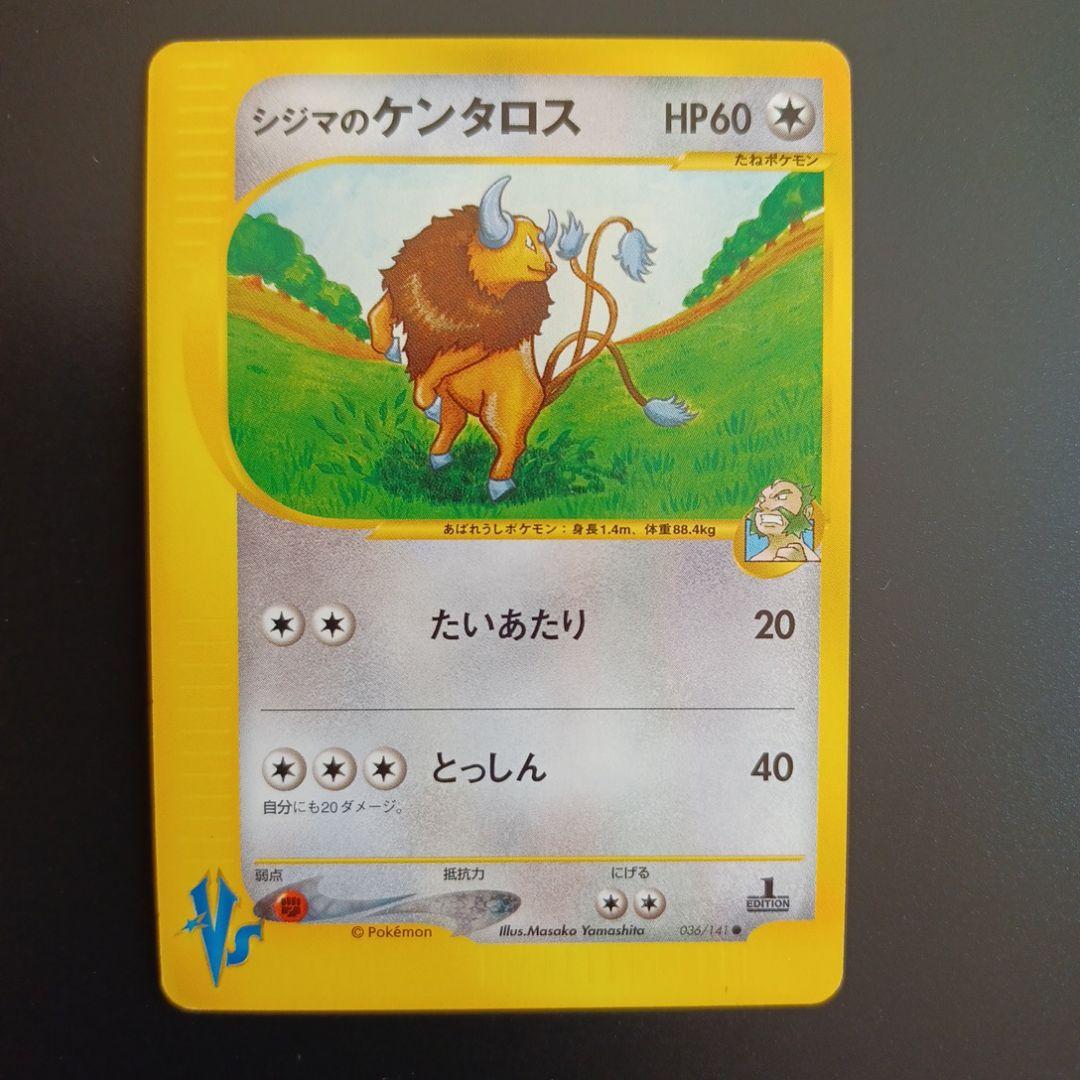 シジマのケンタロス HP60
たねポケモン
あばれうしポケモン：身長1.4m、体重88.4kg
たいあたり 20
とっしん 40
自分にも20ダメージ。
弱点 抵抗力 にげる
1
EDITION
VS
© Pokémon Illus.Masako Yamashita 036/141